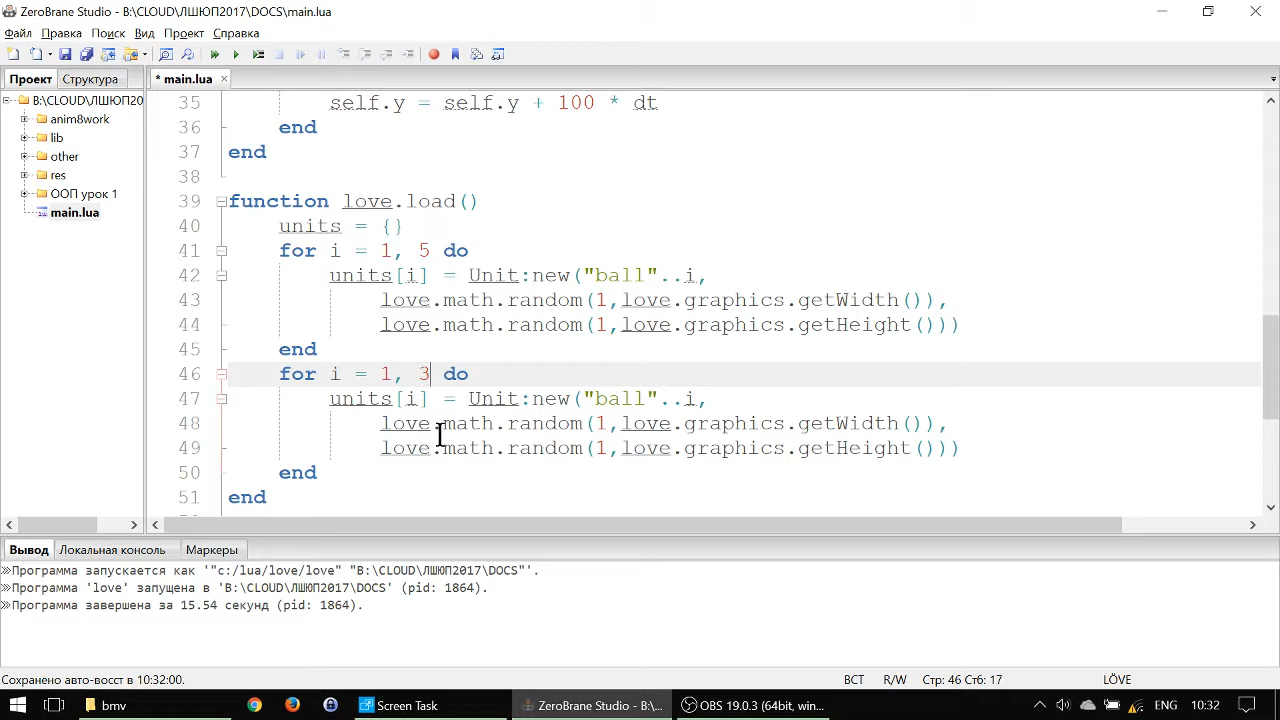 ZeroBrane Studio - B:\CLOUD\ЛШЮП2017\DOCS\main.lua
Файл Правка Поиск Вид Проект Справка
Проект Структура * main.lua ×
B:\CLOUD\ЛШЮП20
anim8work
lib
other
res
ООП урок 1
main.lua
35 self.y = self.y + 100 * dt
36 end
37 end
38
39 function love.load()
40 units = {}
41 for i = 1, 5 do
42 units[i] = Unit:new("ball"..i,
43 love.math.random(1,love.graphics.getWidth()),
44 love.math.random(1,love.graphics.getHeight()))
45 end
46 for i = 1, 3 do
47 units[i] = Unit:new("ball"..i,
48 love.math.random(1,love.graphics.getWidth()),
49 love.math.random(1,love.graphics.getHeight()))
50 end
51 end
Вывод Локальная консоль Маркеры
Программа запускается как '"c:/lua/love/love" "B:\CLOUD\ЛШЮП2017\DOCS"'.
Программа 'love' запущена в 'B:\CLOUD\ЛШЮП2017\DOCS' (pid: 1864).
Программа завершена за 15.54 секунд (pid: 1864).
Сохранено авто-восст в 10:32:00. ВСТ R/W Стр: 46 Стб: 17 LÖVE
bmv Screen Task ZeroBrane Studio - B:\... OBS 19.0.3 (64bit, win... ENG 10:32